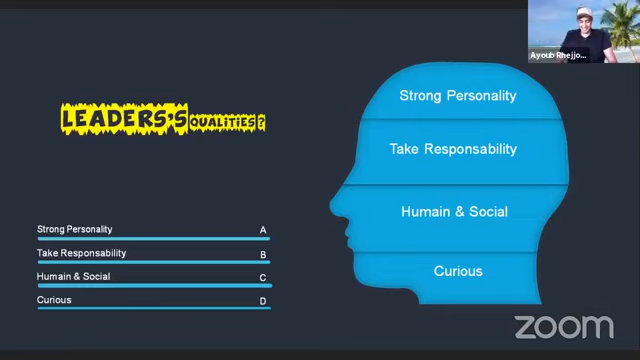 Ayoub Rhejjo...
LEADERS'S QUALITIES ?
Strong Personality
Take Responsability
Humain & Social
Curious
Strong Personality A
Take Responsability B
Humain & Social C
Curious D
zoom